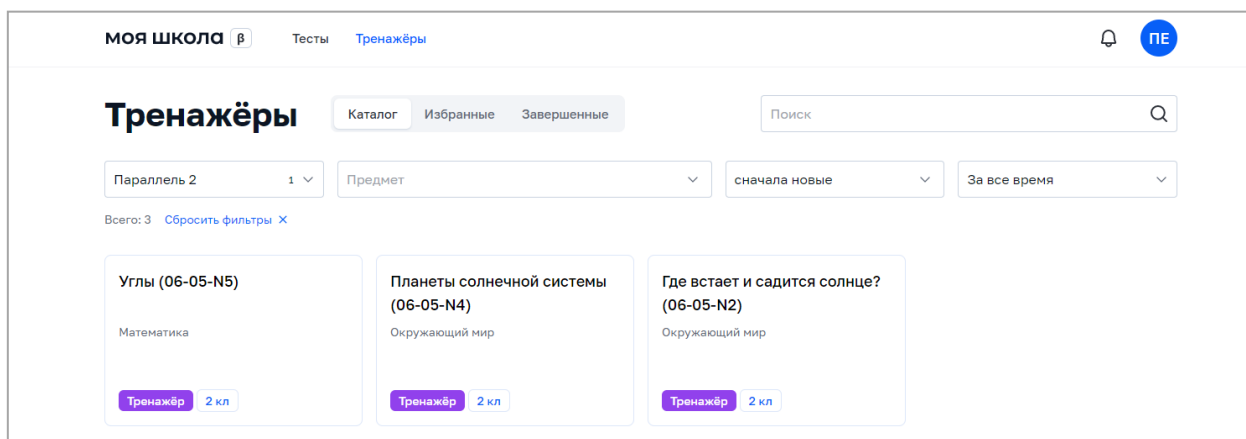 моя школа β Тесты Тренажёры ПЕ
Тренажёры Каталог Избранные Завершенные Поиск
Параллель 2 1 Предмет сначала новые За все время
Всего: 3 Сбросить фильтры ×
Углы (06-05-N5)
Математика
Тренажёр 2 кл
Планеты солнечной системы
(06-05-N4)
Окружающий мир
Тренажёр 2 кл
Где встает и садится солнце?
(06-05-N2)
Окружающий мир
Тренажёр 2 кл